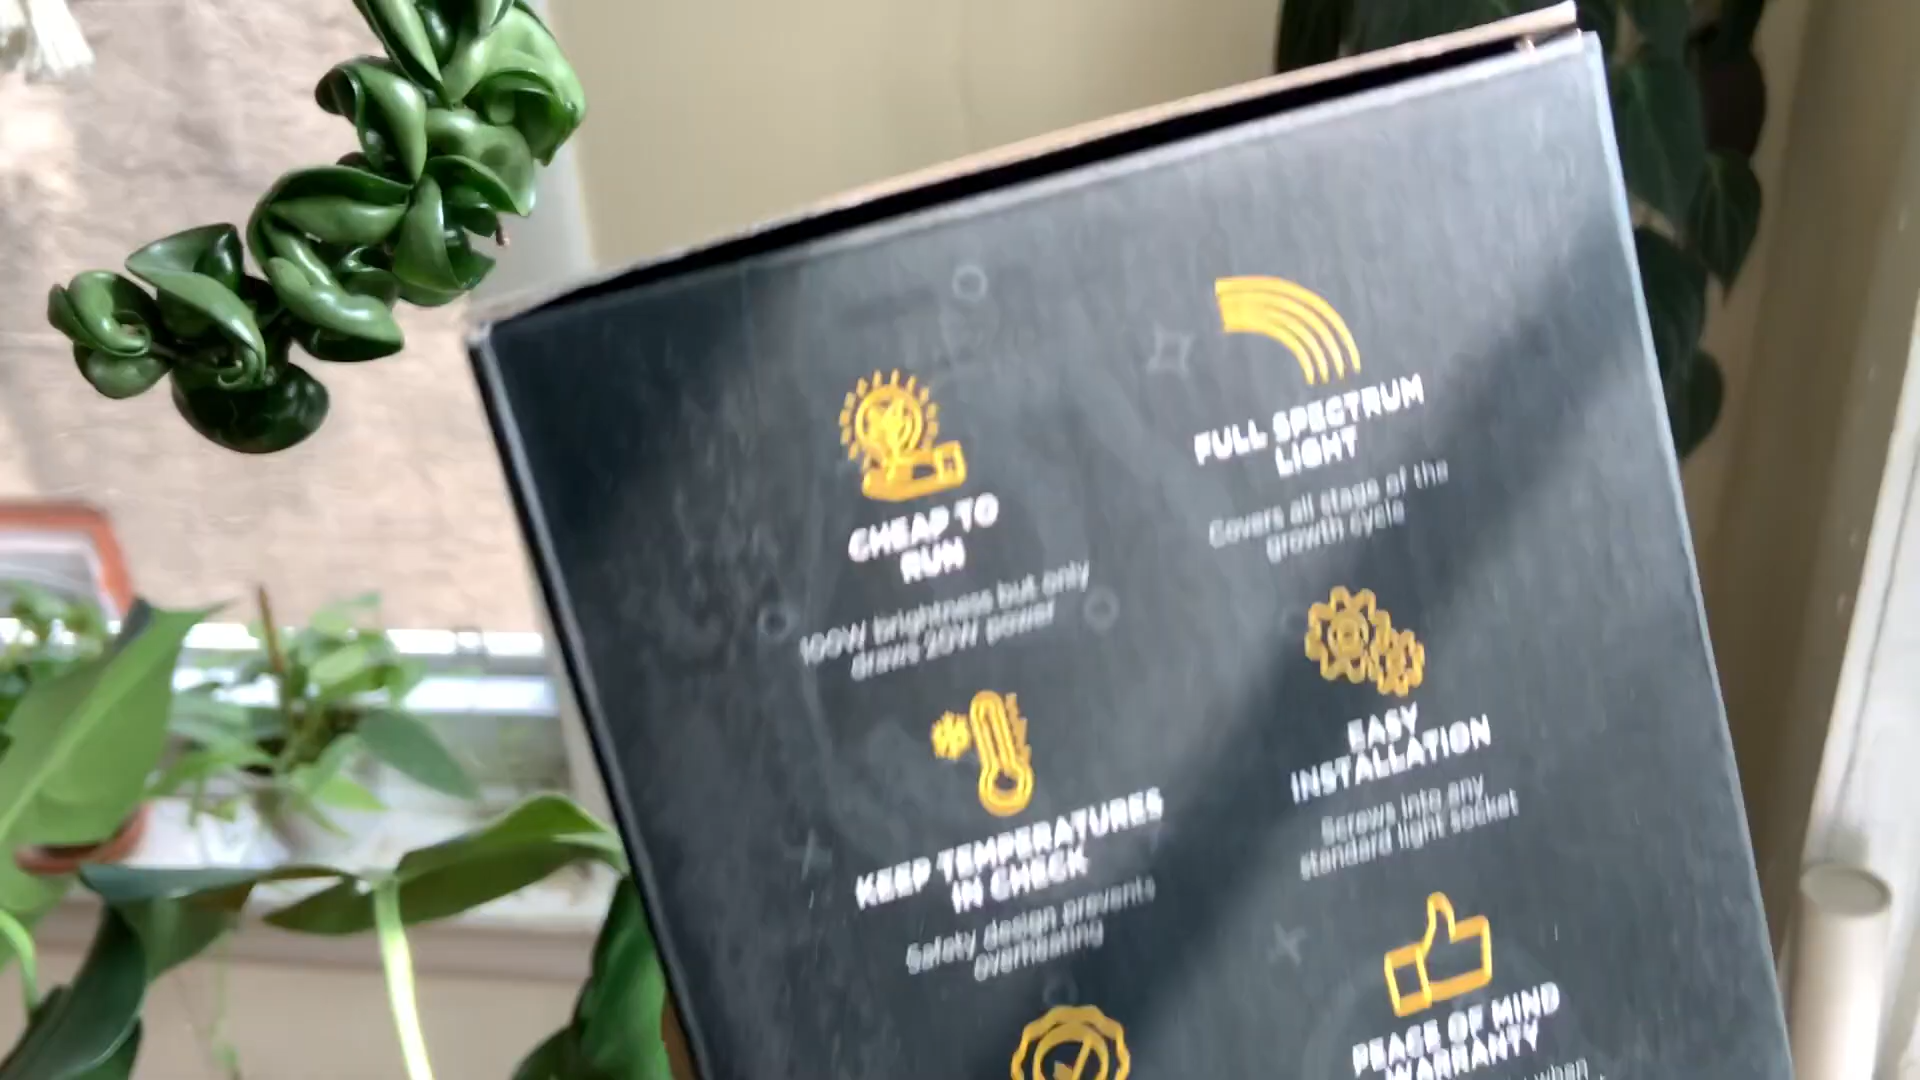 CHEAP TO
RUN
100W brightness but only
draws 20W power
FULL SPECTRUM
LIGHT
Covers all stage of the
growth cycle
KEEP TEMPERATURES
IN CHECK
Safety design prevents
overheating
EASY
INSTALLATION
Screws into any
standard light socket
PEACE OF MIND
WARRANTY
when